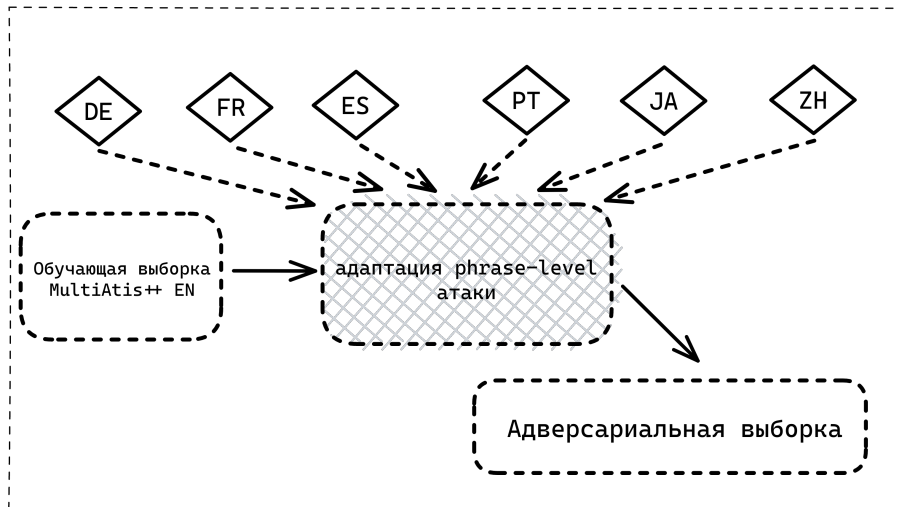 DE
FR
ES
PT
JA
ZH
Обучающая выборка
MultiAtis++ EN
адаптация phrase-level
атаки
Адверсариальная выборка